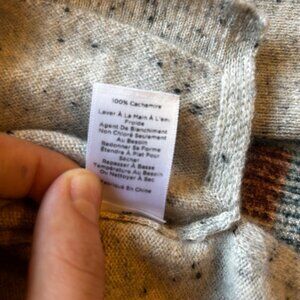 100% Cachemire
Laver À La Main À L'eau
Froide
Agent De Blanchiment
Non Chloré Seulement
Au Besoin
Redonner Sa Forme
Étendre À Plat Pour
Sécher
Repasser À Basse
Température Au Besoin
Ou Nettoyer À Sec
Fabriqué En Chine